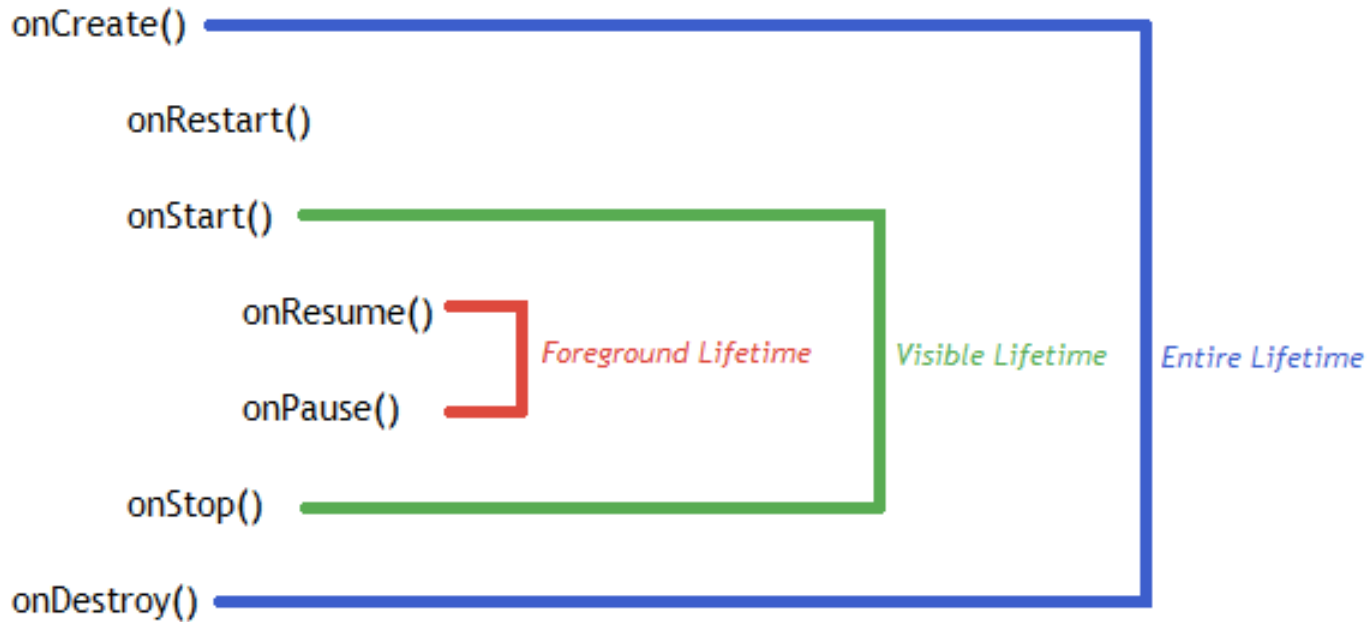 onCreate()
onRestart()
onStart()
onResume()
Foreground Lifetime
Visible Lifetime
Entire Lifetime
onPause()
onStop()
onDestroy()